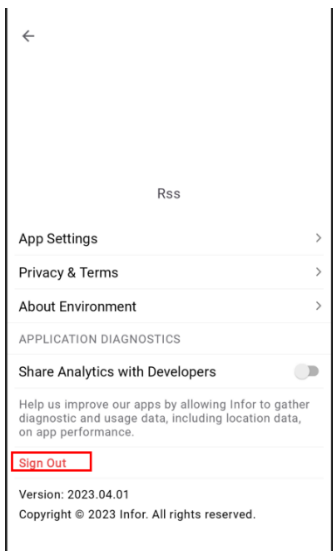 Rss
App Settings
Privacy & Terms
About Environment
APPLICATION DIAGNOSTICS
Share Analytics with Developers
Help us improve our apps by allowing Infor to gather
diagnostic and usage data, including location data,
on app performance.
Sign Out
Version: 2023.04.01
Copyright © 2023 Infor. All rights reserved.